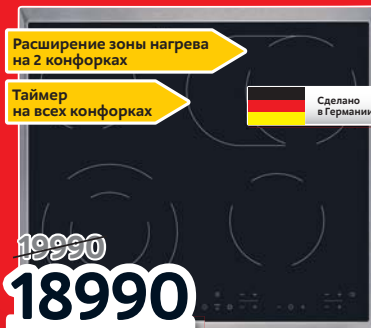 Расширение зоны нагрева
на 2 конфорках
Таймер
на всех конфорках
Сделано
в Германии
19990
18990